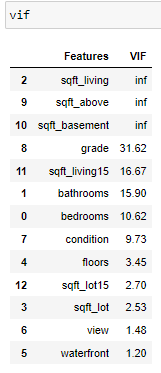 vif
Features VIF
2 sqft_living inf
9 sqft_above inf
10 sqft_basement inf
8 grade 31.62
11 sqft_living15 16.67
1 bathrooms 15.90
0 bedrooms 10.62
7 condition 9.73
4 floors 3.45
12 sqft_lot15 2.70
3 sqft_lot 2.53
6 view 1.48
5 waterfront 1.20